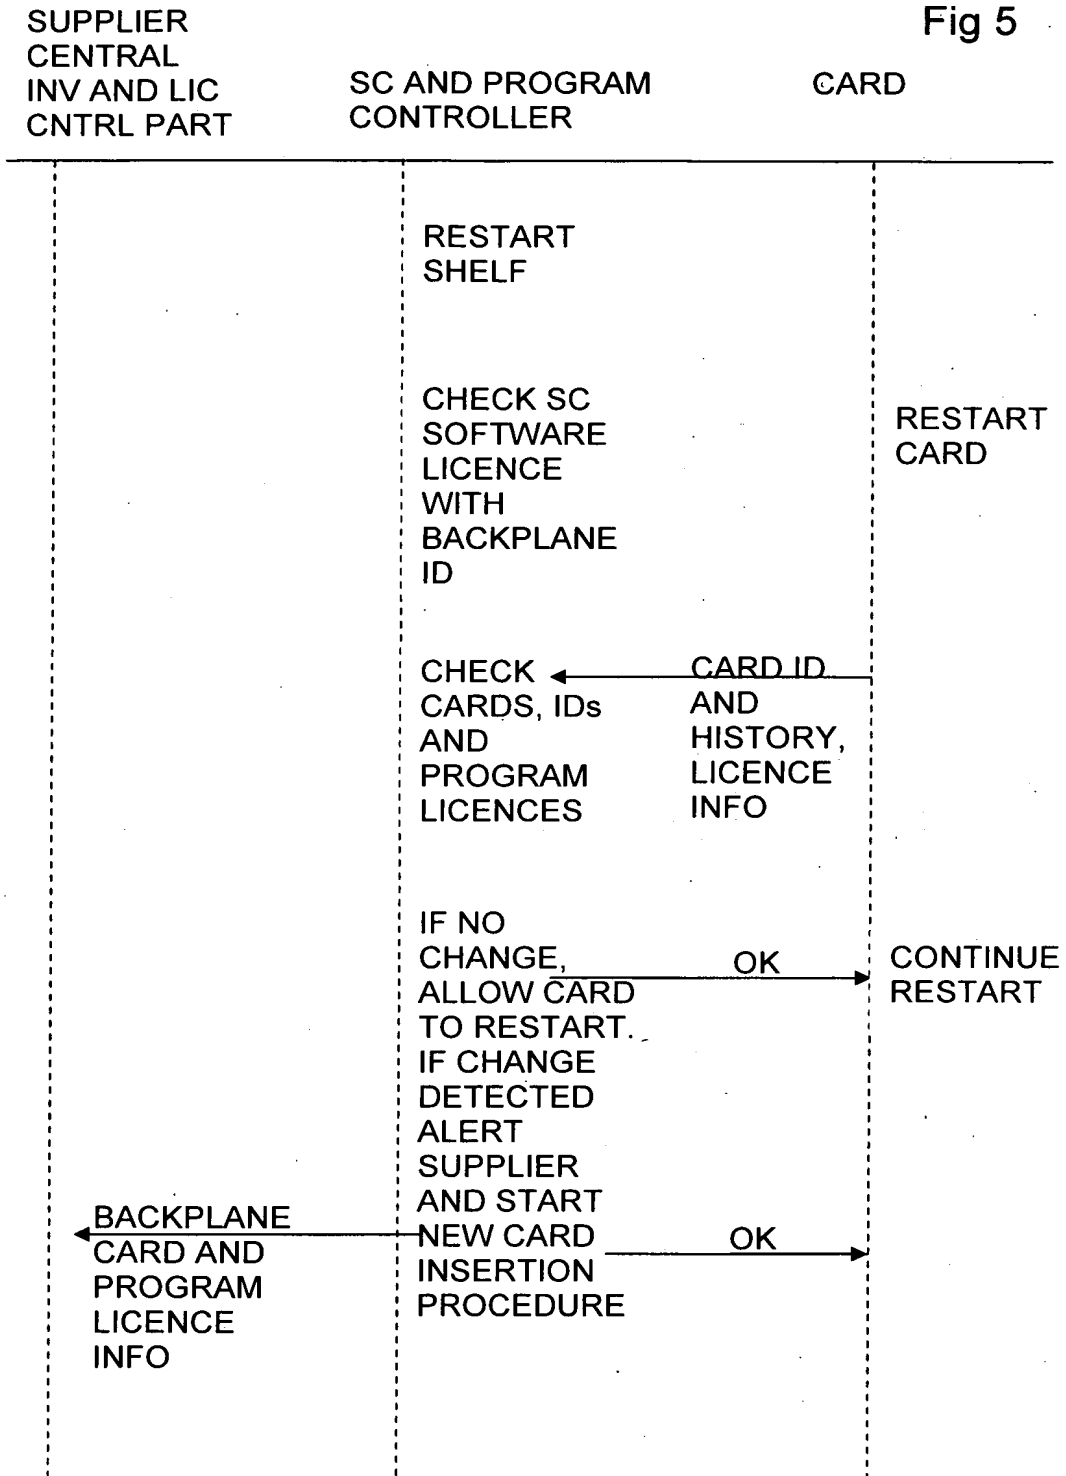 Fig 5
SUPPLIER
CENTRAL
INV AND LIC
CNTRL PART
SC AND PROGRAM
CONTROLLER
CARD
RESTART
SHELF
CHECK SC
SOFTWARE
LICENCE
WITH
BACKPLANE
ID
RESTART
CARD
CHECK
CARDS, IDs
AND
PROGRAM
LICENCES
CARD ID
AND
HISTORY,
LICENCE
INFO
IF NO
CHANGE,
ALLOW CARD
TO RESTART.
IF CHANGE
DETECTED
ALERT
SUPPLIER
AND START
NEW CARD
INSERTION
PROCEDURE
OK
CONTINUE
RESTART
BACKPLANE
CARD AND
PROGRAM
LICENCE
INFO
OK